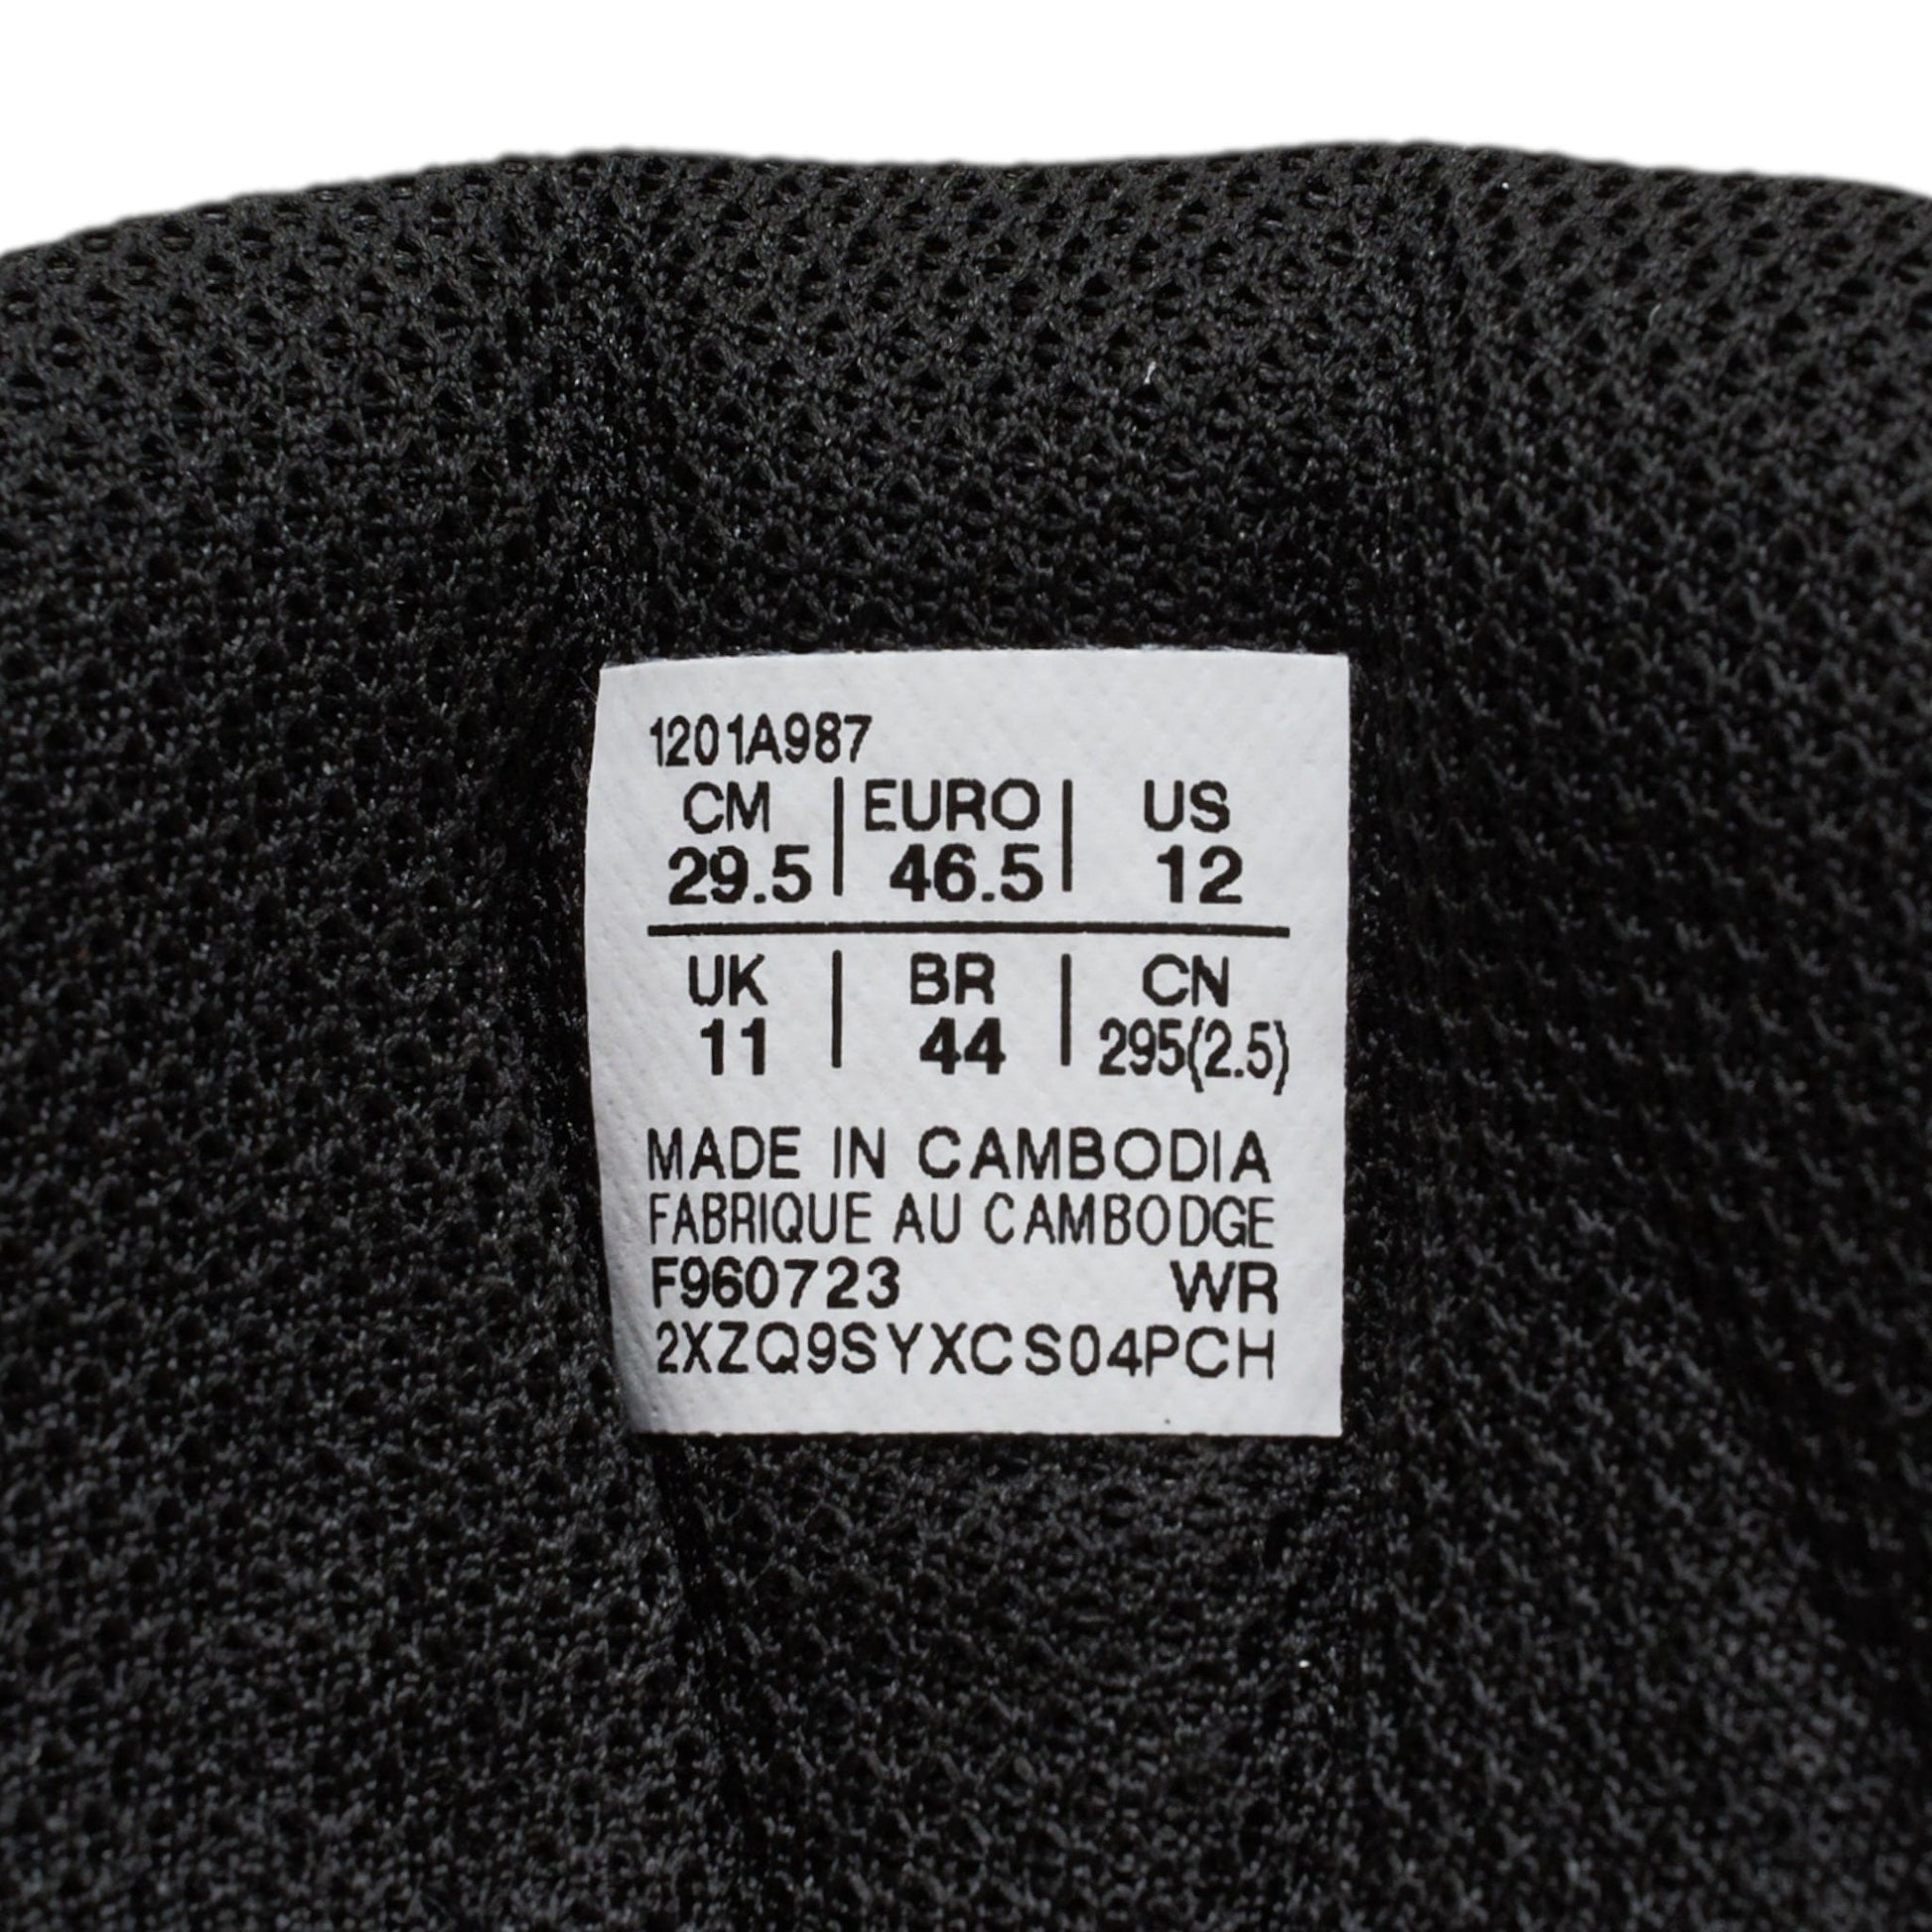 1201A987
CM | EURO | US
29.5 | 46.5 | 12
UK | BR | CN
11 | 44 | 295(2.5)
MADE IN CAMBODIA
FABRIQUE AU CAMBODGE
F960723 WR
2XZQ9SYXCS04PCH